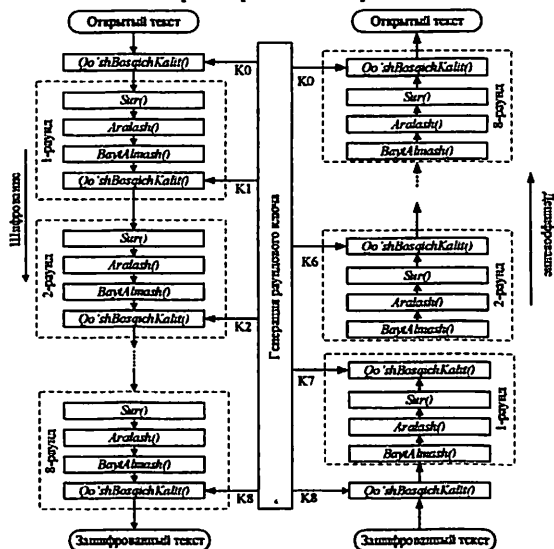 Открытый текст
Qo'shBosqichKalit()
K0
1-раунд
Sur()
Aralash()
BaytAlmash()
Qo'shBosqichKalit()
K1
Шифрование
2-раунд
Sur()
Aralash()
BaytAlmash()
Qo'shBosqichKalit()
K2
8-раунд
Sur()
Aralash()
BaytAlmash()
Qo'shBosqichKalit()
K8
Зашифрованный текст
Генерация раундового ключа
Открытый текст
K0
Qo'shBosqichKalit()
Sur()
Aralash()
BaytAlmash()
8-раунд
Дешифрование
K6
Qo'shBosqichKalit()
Sur()
Aralash()
BaytAlmash()
2-раунд
K7
Qo'shBosqichKalit()
Sur()
Aralash()
BaytAlmash()
1-раунд
K8
Qo'shBosqichKalit()
Зашифрованный текст